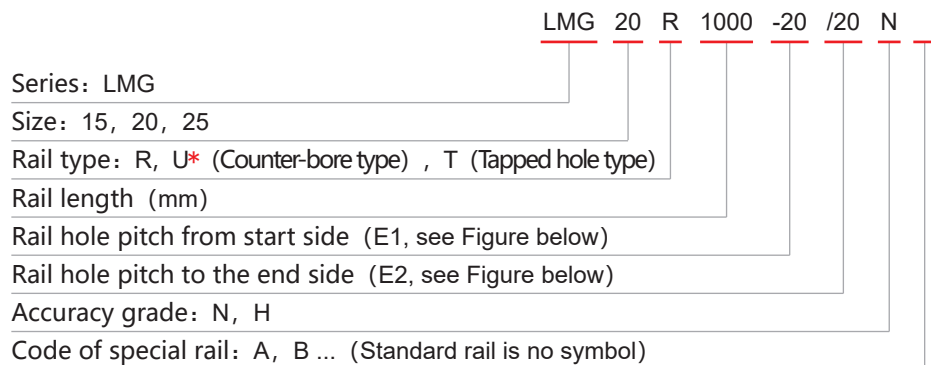 LMG 20 R 1000 -20 /20 N
Series：LMG
Size：15，20，25
Rail type：R，U* (Counter-bore type)，T (Tapped hole type)
Rail length (mm)
Rail hole pitch from start side (E1, see Figure below)
Rail hole pitch to the end side (E2, see Figure below)
Accuracy grade：N，H
Code of special rail：A，B ... (Standard rail is no symbol)